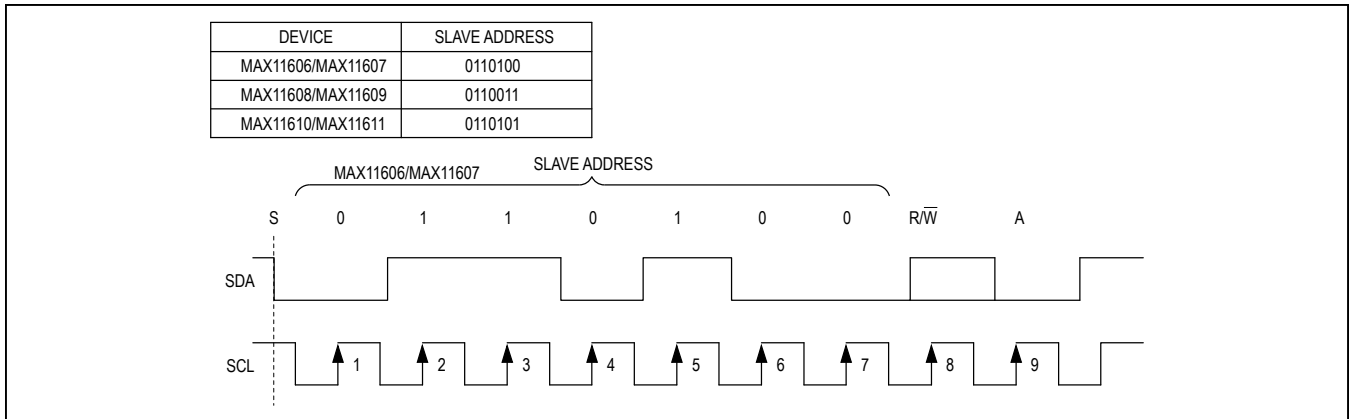 DEVICE SLAVE ADDRESS
MAX11606/MAX11607 0110100
MAX11608/MAX11609 0110011
MAX11610/MAX11611 0110101
MAX11606/MAX11607 SLAVE ADDRESS
S 0 1 1 0 1 0 0 R/W̅ A
SDA
SCL 1 2 3 4 5 6 7 8 9